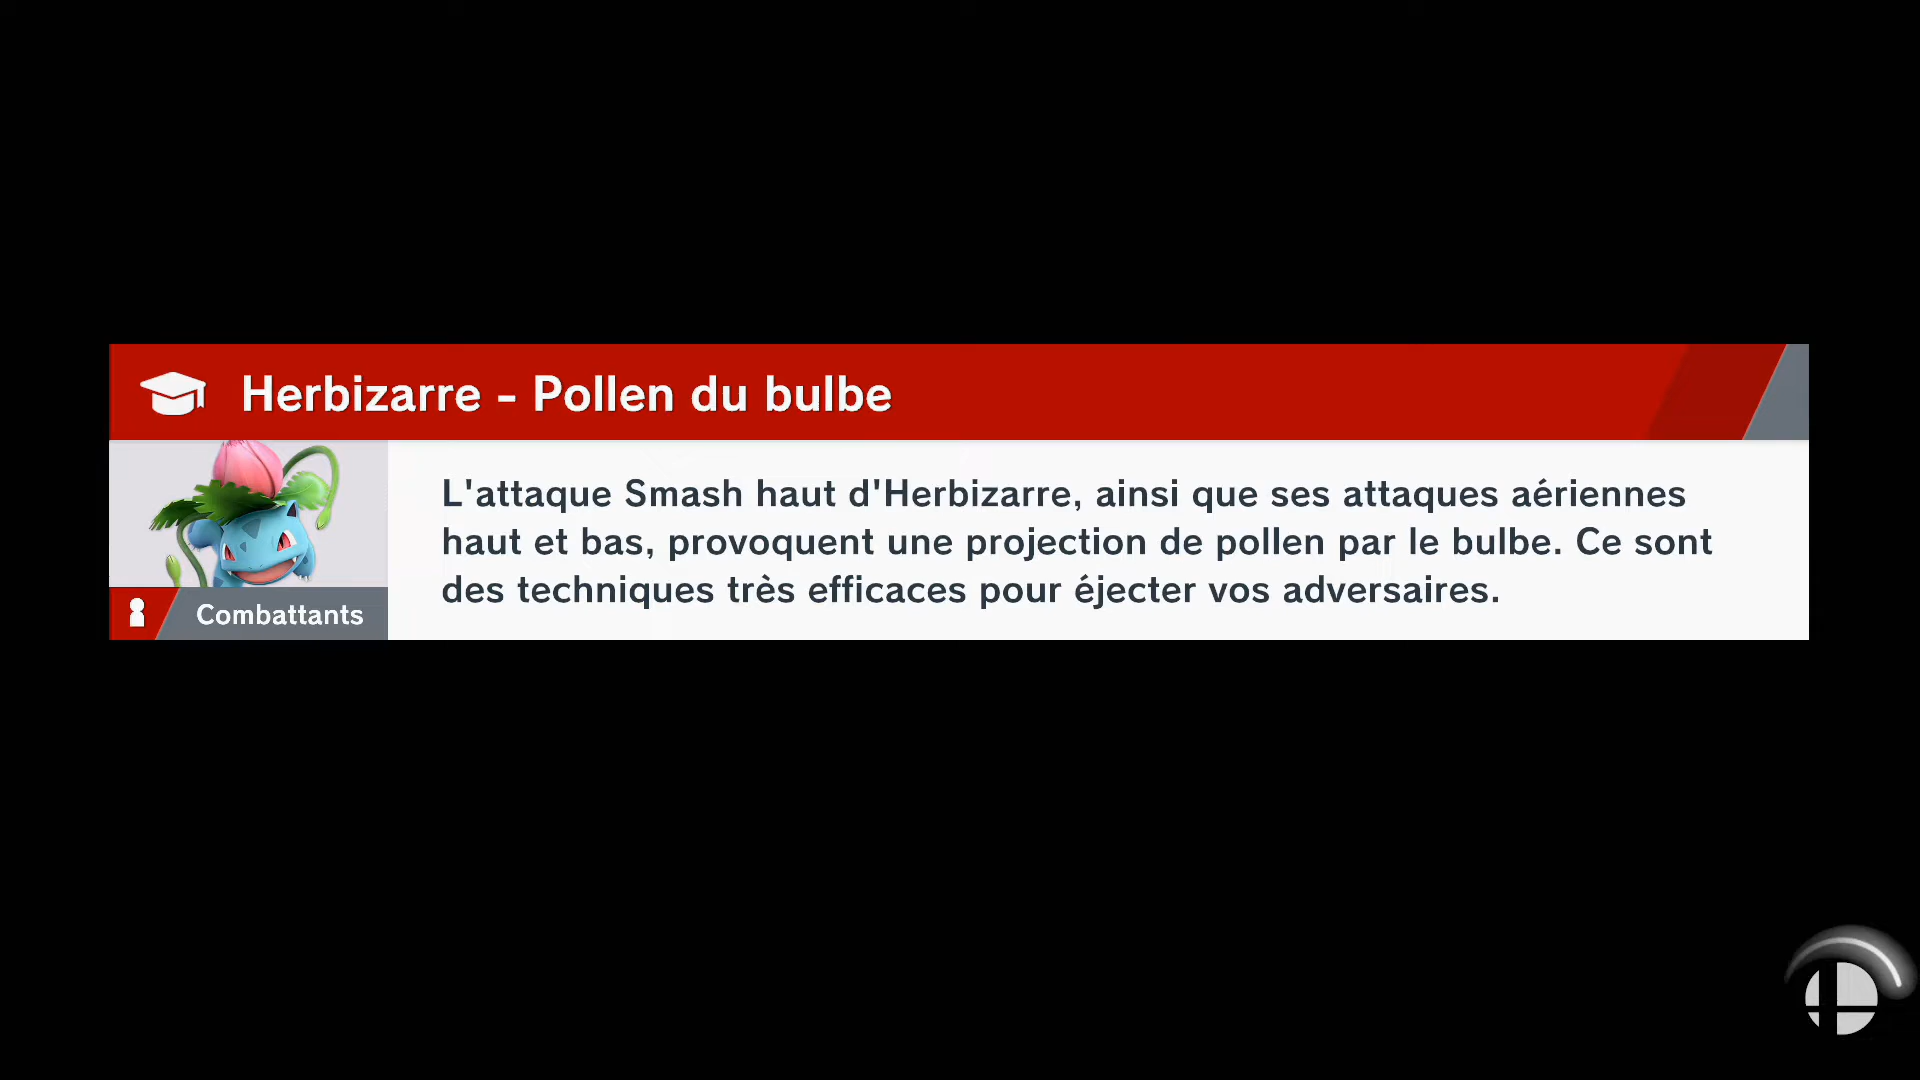 Herbizarre - Pollen du bulbe
L'attaque Smash haut d'Herbizarre, ainsi que ses attaques aériennes
haut et bas, provoquent une projection de pollen par le bulbe. Ce sont
des techniques très efficaces pour éjecter vos adversaires.
Combattants